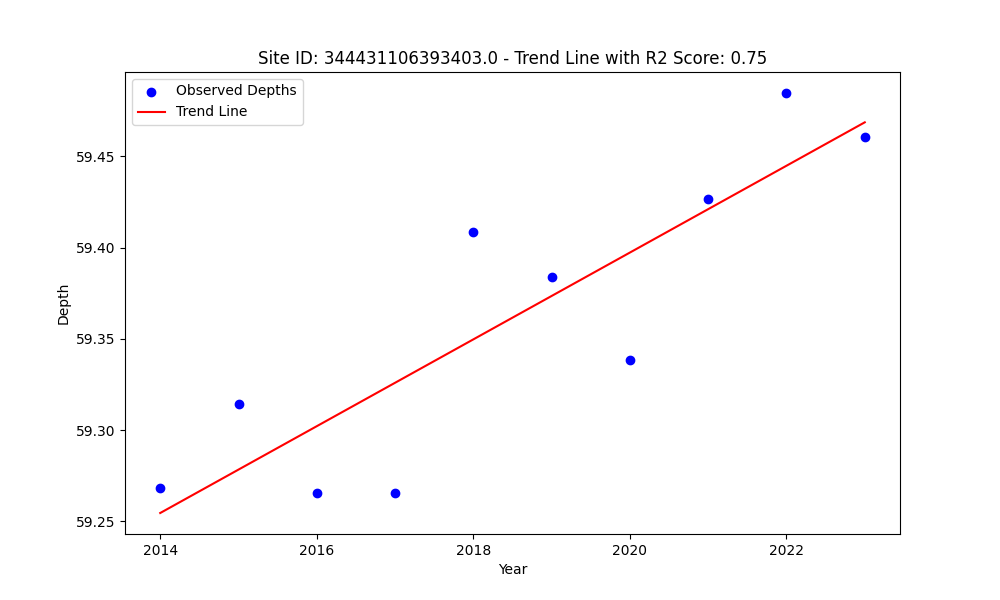 Site ID: 344431106393403.0 - Trend Line with R2 Score: 0.75
Observed Depths
Trend Line
59.45
59.40
59.35
59.30
59.25
Depth
2014
2016
2018
2020
2022
Year